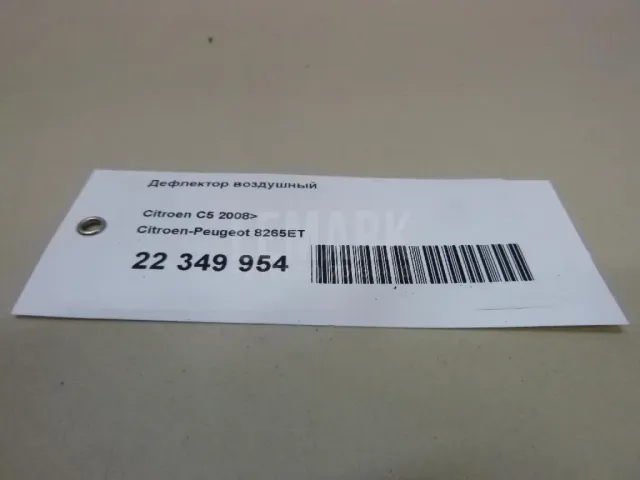 Дефлектор воздушный
Citroen C5 2008>
Citroen-Peugeot 8265ET
22 349 954